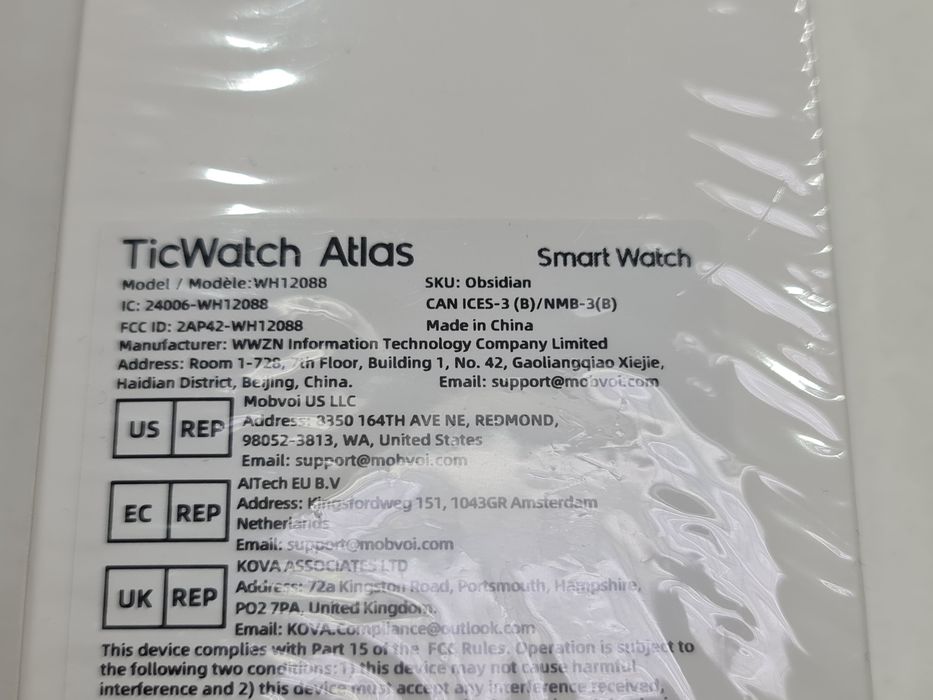 TicWatch Atlas Smart Watch
Model / Modèle:WH12088 SKU: Obsidian
IC: 24006-WH12088 CAN ICES-3 (B)/NMB-3(B)
FCC ID: 2AP42-WH12088 Made in China
Manufacturer: WWZN Information Technology Company Limited
Address: Room 1-728, 7th Floor, Building 1, No. 42, Gaoliangqiao Xiejie,
Haidian District, Beijing, China. Email: support@mobvoi.com
US REP Mobvoi US LLC
Address: 8350 164TH AVE NE, REDMOND,
98052-3813, WA, United States
Email: support@mobvoi.com
EC REP AITech EU B.V
Address: Kingsfordweg 151, 1043GR Amsterdam
Netherlands
Email: support@mobvoi.com
UK REP KOVA ASSOCIATES LTD
Address: 72a Kingston Road, Portsmouth, Hampshire,
PO2 7PA, United Kingdom.
Email: KOVA.Compliance@outlook.com
This device complies with Part 15 of the FCC Rules. Operation is subject to
the following two conditions:1) this device may not cause harmful
interference and 2) this device must accept any interference received,